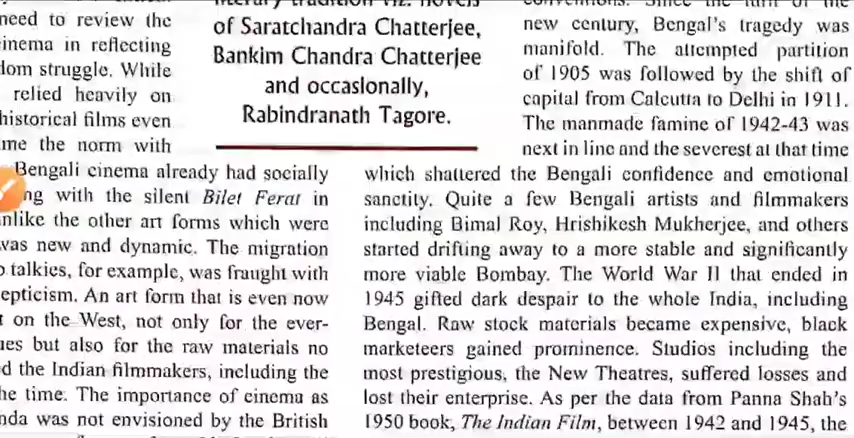 need to review the
inema in reflecting
dom struggle. While
relied heavily on
historical films even
me the norm with
Bengali cinema already had socially
ng with the silent Bilet Ferat in
nlike the other art forms which were
was new and dynamic. The migration
o talkies, for example, was fraught with
epticism. An art form that is even now
t on the West, not only for the ever-
ues but also for the raw materials no
d the Indian filmmakers, including the
he time. The importance of cinema as
nda was not envisioned by the British
literary tradition viz. novels
of Saratchandra Chatterjee,
Bankim Chandra Chatterjee
and occasionally,
Rabindranath Tagore.
conventions. Since the turn of the
new century, Bengal's tragedy was
manifold. The attempted partition
of 1905 was followed by the shift of
capital from Calcutta to Delhi in 1911.
The manmade famine of 1942-43 was
next in line and the severest at that time
which shattered the Bengali confidence and emotional
sanctity. Quite a few Bengali artists and filmmakers
including Bimal Roy, Hrishikesh Mukherjee, and others
started drifting away to a more stable and significantly
more viable Bombay. The World War II that ended in
1945 gifted dark despair to the whole India, including
Bengal. Raw stock materials became expensive, black
marketeers gained prominence. Studios including the
most prestigious, the New Theatres, suffered losses and
lost their enterprise. As per the data from Panna Shah's
1950 book, The Indian Film, between 1942 and 1945, the